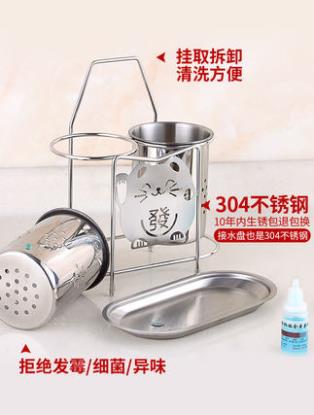 挂取拆卸
清洗方便
發
304不锈钢
10年内生锈包退包换
接水盘也是304不锈钢
拒绝发霉/细菌/异味